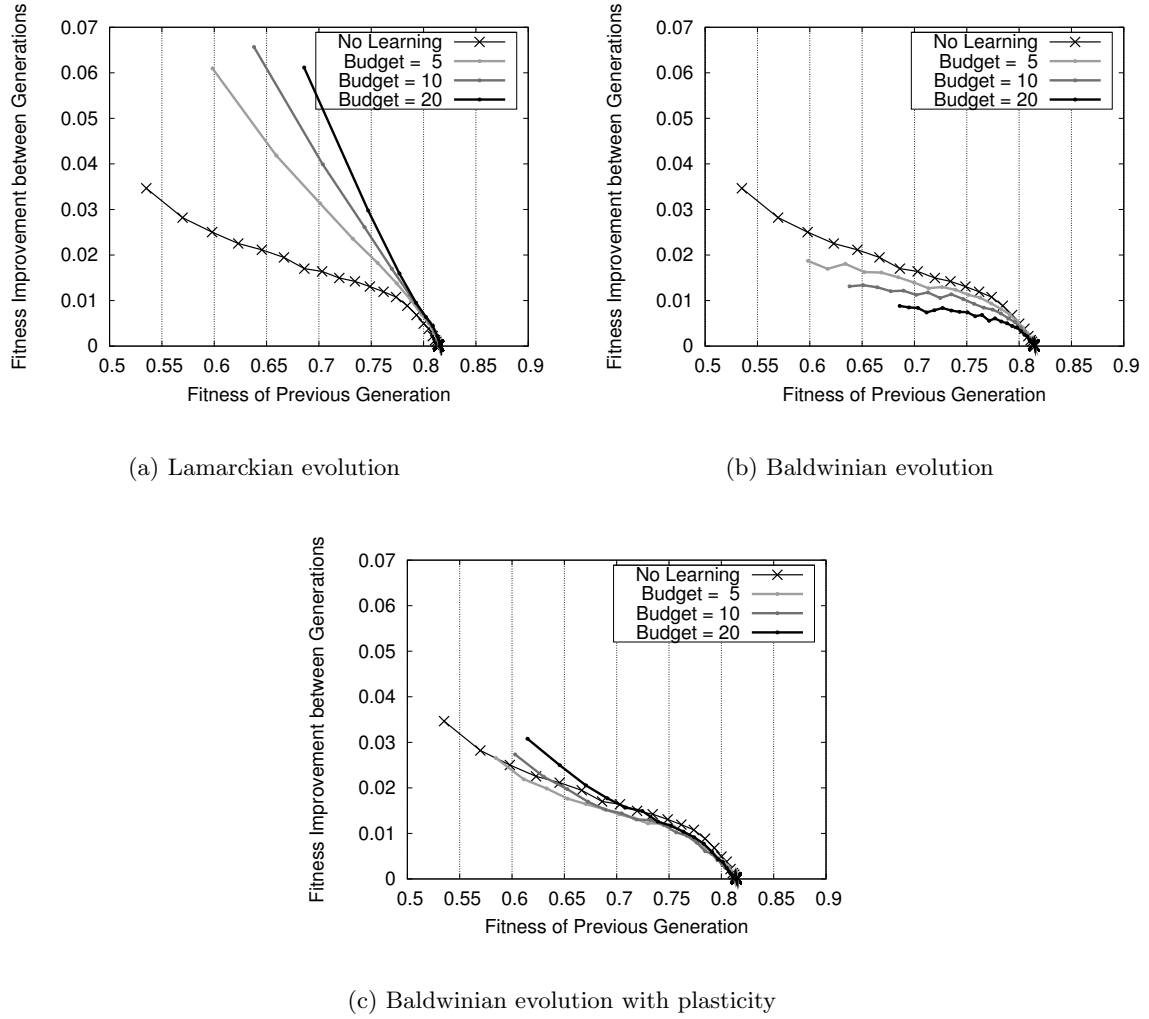 Fitness Improvement between Generations
0.07
0.06
0.05
0.04
0.03
0.02
0.01
0
No Learning
Budget = 5
Budget = 10
Budget = 20
0.5 0.55 0.6 0.65 0.7 0.75 0.8 0.85 0.9
Fitness of Previous Generation
(a) Lamarckian evolution
Fitness Improvement between Generations
0.07
0.06
0.05
0.04
0.03
0.02
0.01
0
No Learning
Budget = 5
Budget = 10
Budget = 20
0.5 0.55 0.6 0.65 0.7 0.75 0.8 0.85 0.9
Fitness of Previous Generation
(b) Baldwinian evolution
Fitness Improvement between Generations
0.07
0.06
0.05
0.04
0.03
0.02
0.01
0
No Learning
Budget = 5
Budget = 10
Budget = 20
0.5 0.55 0.6 0.65 0.7 0.75 0.8 0.85 0.9
Fitness of Previous Generation
(c) Baldwinian evolution with plasticity